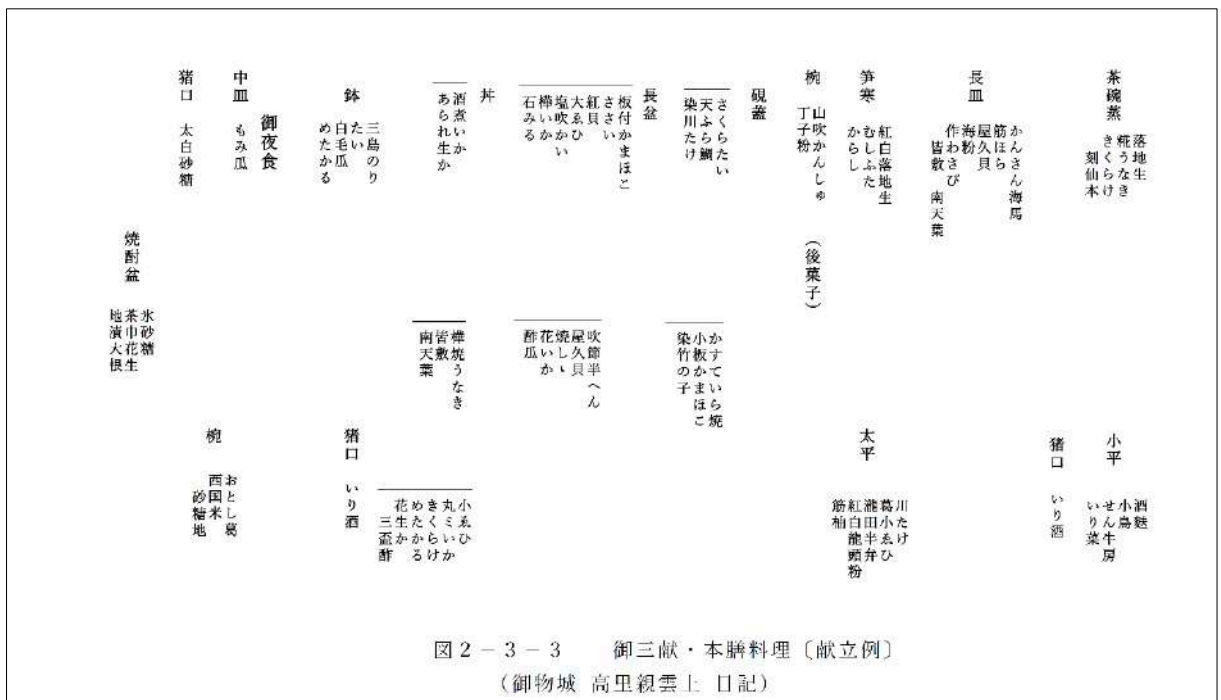 茶碗蒸
落地生
糀うなき
きくらけ
刻仙本
小平
酒麩
小鳥
せん牛房
いり菜
猪口
いり酒
長皿
かんさん海馬
筋ほら
屋久貝
海粉
作わさび
皆敷 南天葉
笋寒
紅白落地生
むしふた
からし
太平
川たけ
葛小ゑひ
瀧田半弁
紅白龍頭粉
筋柚
椀
山吹かんしゅ
丁子粉
(後菓子)
硯蓋
さくらたい
天ふら鯛
染川たけ
かすていら焼
小板かまほこ
染竹の子
長盆
板付かまほこ
ささい
紅貝
大ゑひ
塩吹かい
樺いか
石みる
吹節半へん
屋久貝
焼しゝ
花いか
酢瓜
丼
酒煮いか
あられ生か
樺焼うなき
皆敷
南天葉
小ゑひ
丸ミいか
きくらけ
めたかる
花生か
三盃酢
鉢
三島のり
たい
白毛瓜
めたかる
猪口
いり酒
御夜食
中皿
もみ瓜
椀
おとし葛
西国米
砂糖地
猪口
太白砂糖
焼酎盆
氷砂糖
茶巾花生
地漬大根
図2-3-3 御三献・本膳料理〔献立例〕
(御物城 高里親雲上 日記)